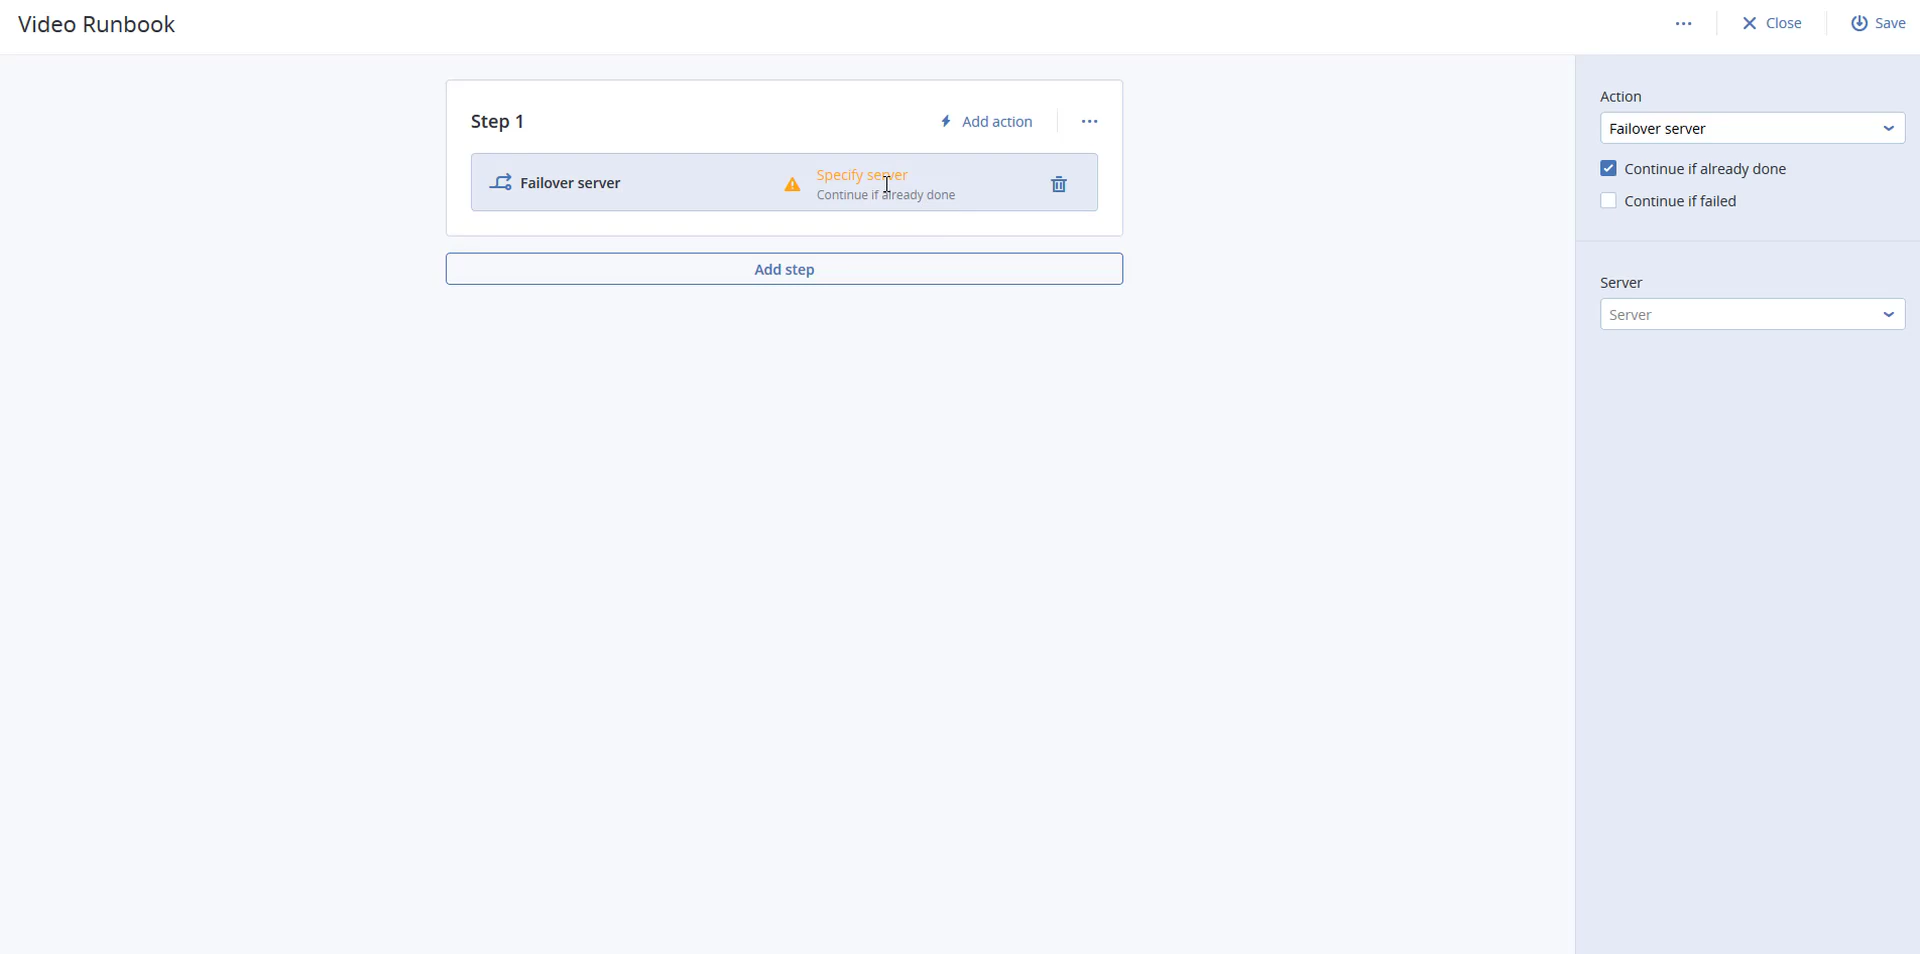 Video Runbook
Close
Save
Step 1
Add action
Failover server
Specify server
Continue if already done
Add step
Action
Failover server
Continue if already done
Continue if failed
Server
Server